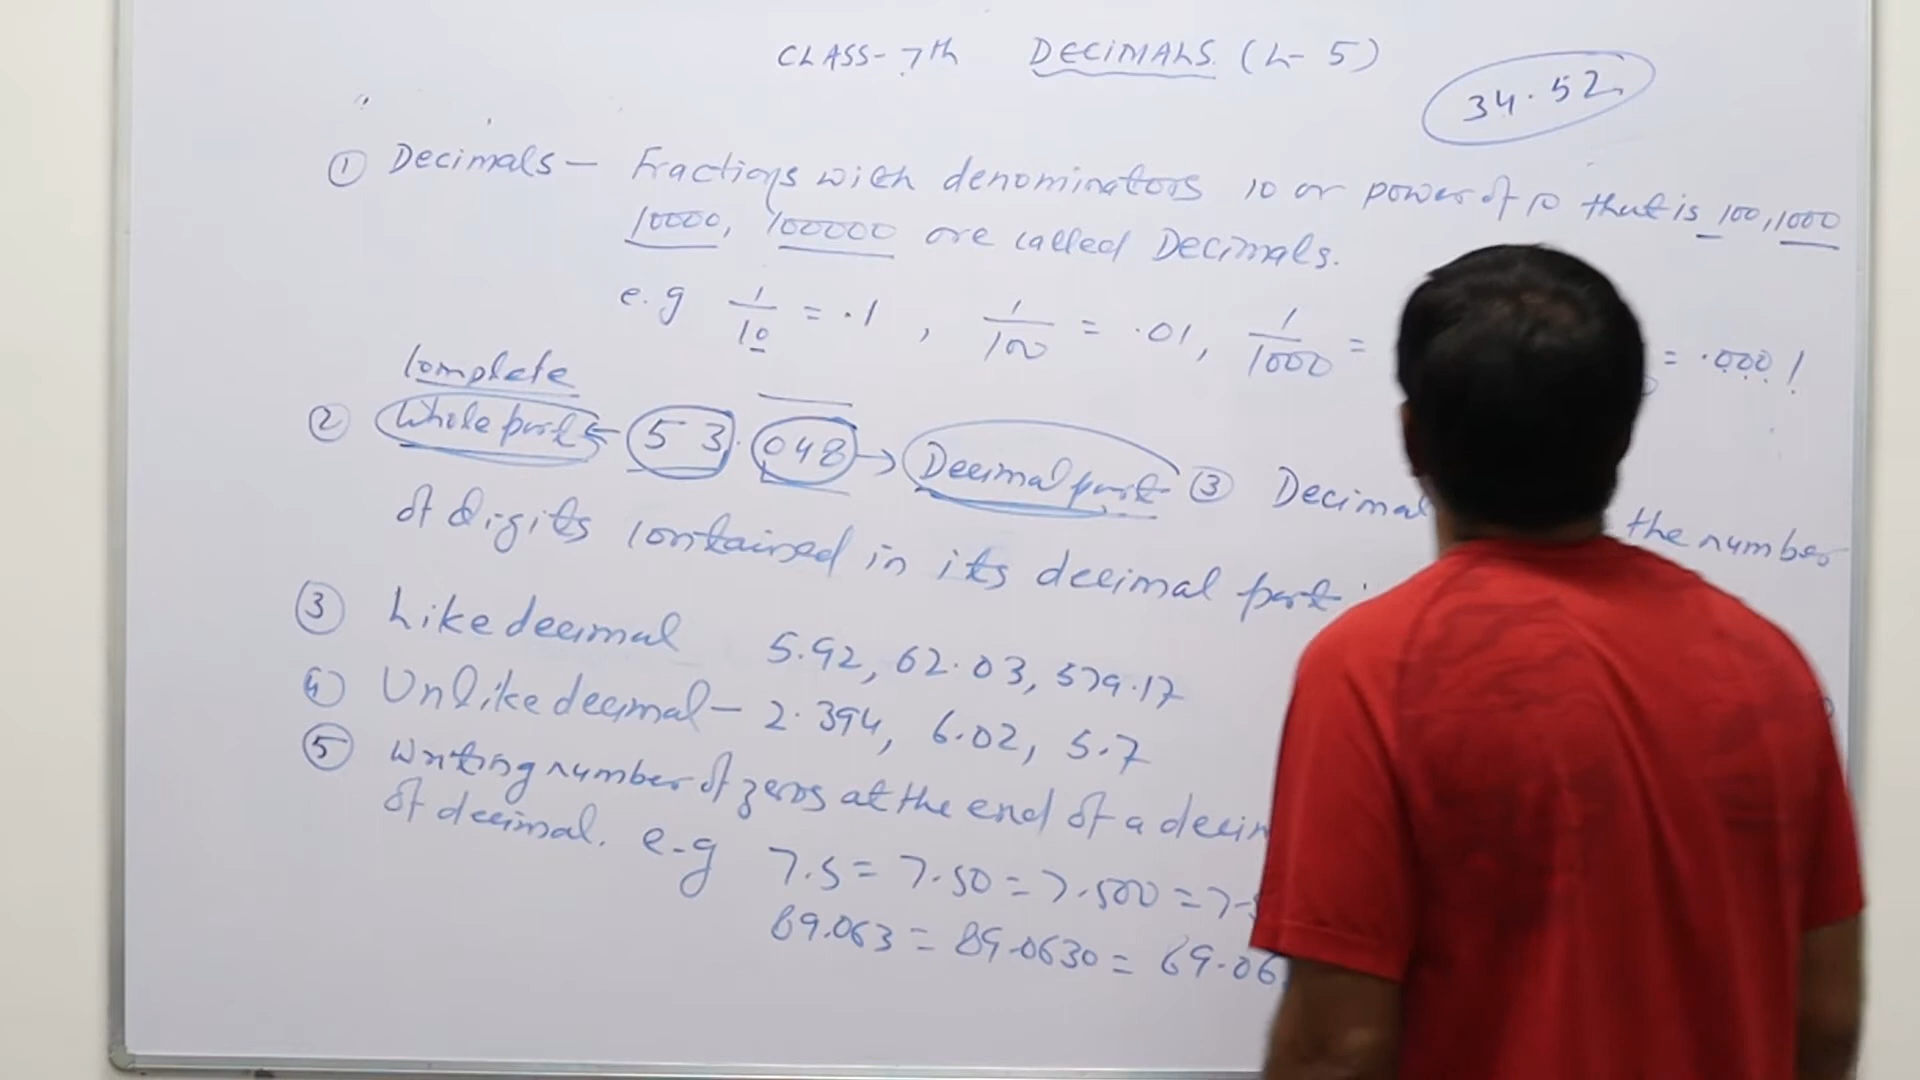 CLASS-7th DECIMALS. (L-5)
34.52
① Decimals — Fractions with denominators 10 or power of 10 that is 100, 1000
10000, 100000 are called Decimals.
e.g 1/10 = .1 , 1/100 = .01, 1/1000 = = .0001
complete
② Whole part ← 53.048 → Decimal part ③ Decimal the number
of digits contained in its decimal part
③ Like decimal 5.92, 62.03, 579.17
④ Unlike decimal — 2.394, 6.02, 5.7
⑤ Writing number of zeros at the end of a decim
of decimal. e-g 7.5 = 7.50 = 7.500 = 7.5
89.063 = 89.0630 = 89.06